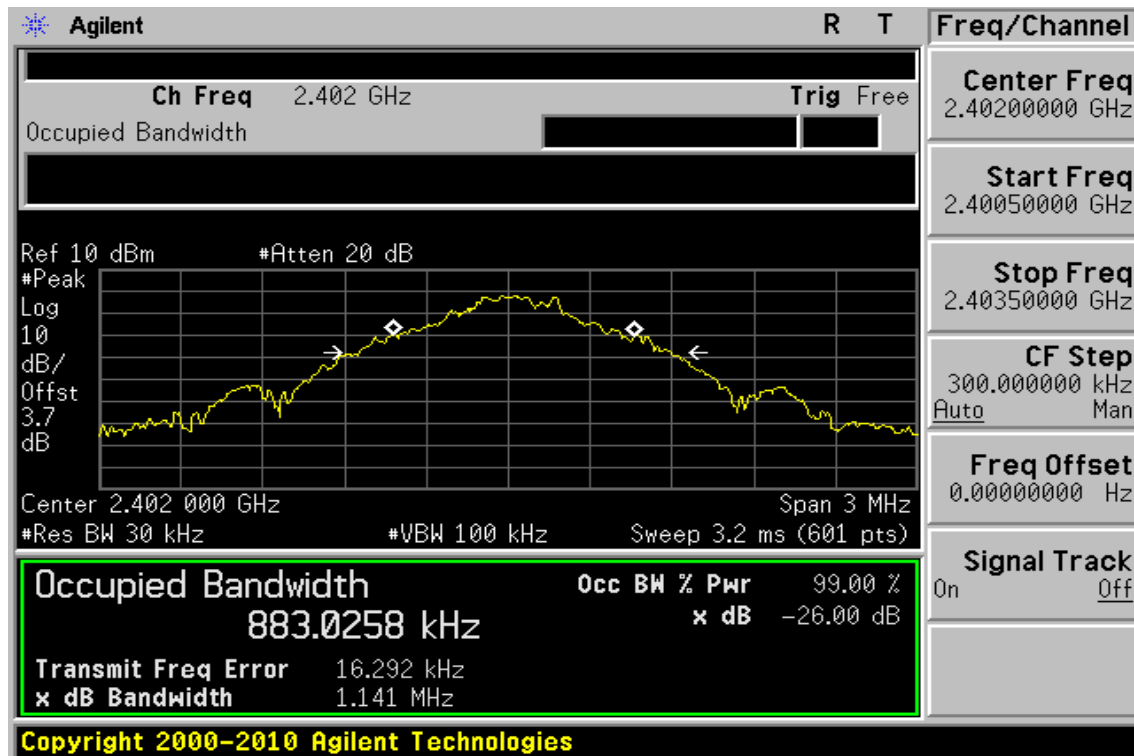 Agilent R T
Ch Freq 2.402 GHz Trig Free
Occupied Bandwidth
Ref 10 dBm #Atten 20 dB
#Peak
Log
10
dB/
Offst
3.7
dB
Center 2.402 000 GHz Span 3 MHz
#Res BW 30 kHz #VBW 100 kHz Sweep 3.2 ms (601 pts)
Occupied Bandwidth
883.0258 kHz
Occ BW % Pwr 99.00 %
x dB -26.00 dB
Transmit Freq Error 16.292 kHz
x dB Bandwidth 1.141 MHz
Copyright 2000-2010 Agilent Technologies
Freq/Channel
Center Freq
2.40200000 GHz
Start Freq
2.40050000 GHz
Stop Freq
2.40350000 GHz
CF Step
300.000000 kHz
Auto Man
Freq Offset
0.00000000 Hz
Signal Track
On Off